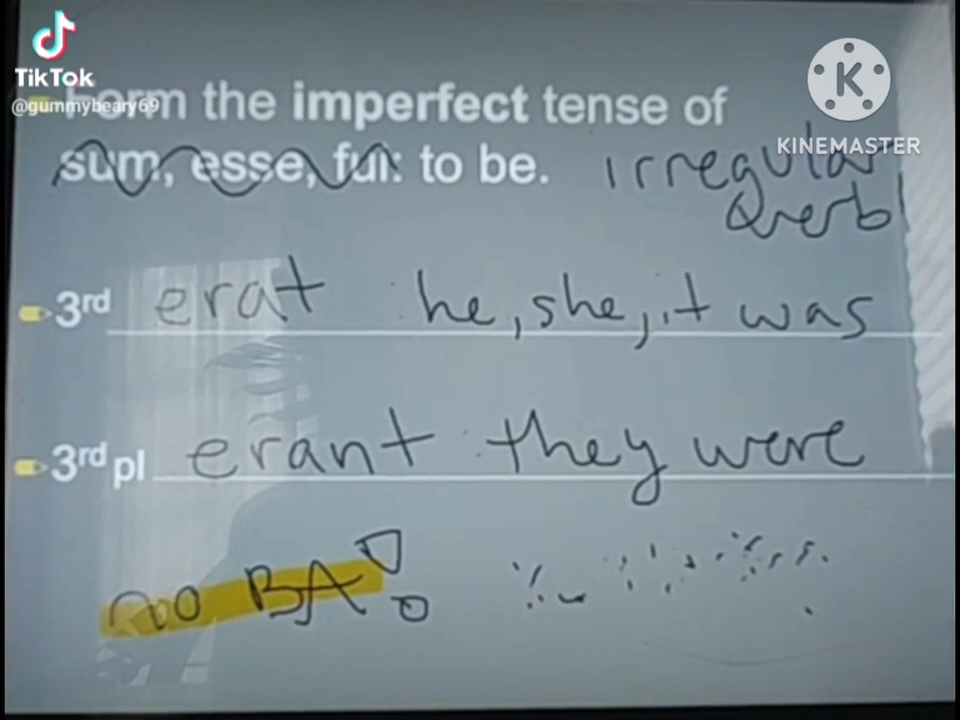 TikTok
@gummybeary69
KINEMASTER
Form the imperfect tense of
sum, esse, fui: to be. irregular
verb
3rd erat he, she, it was
3rd pl erant they were
no BA!